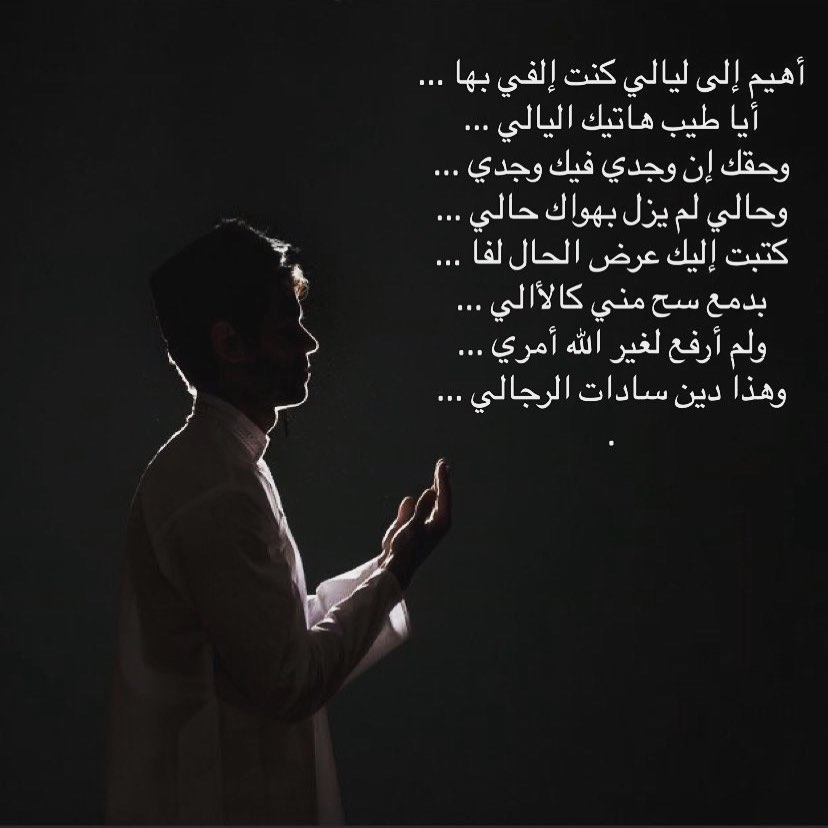 أهيم إلى ليالي كنت إلفي بها ...
أيا طيب هاتيك اليالي ...
وحقك إن وجدي فيك وجدي ...
وحالي لم يزل بهواك حالي ...
كتبت إليك عرض الحال لفا ...
بدمع سح مني كالأالي ...
ولم أرفع لغير الله أمري ...
وهذا دين سادات الرجالي ...
.